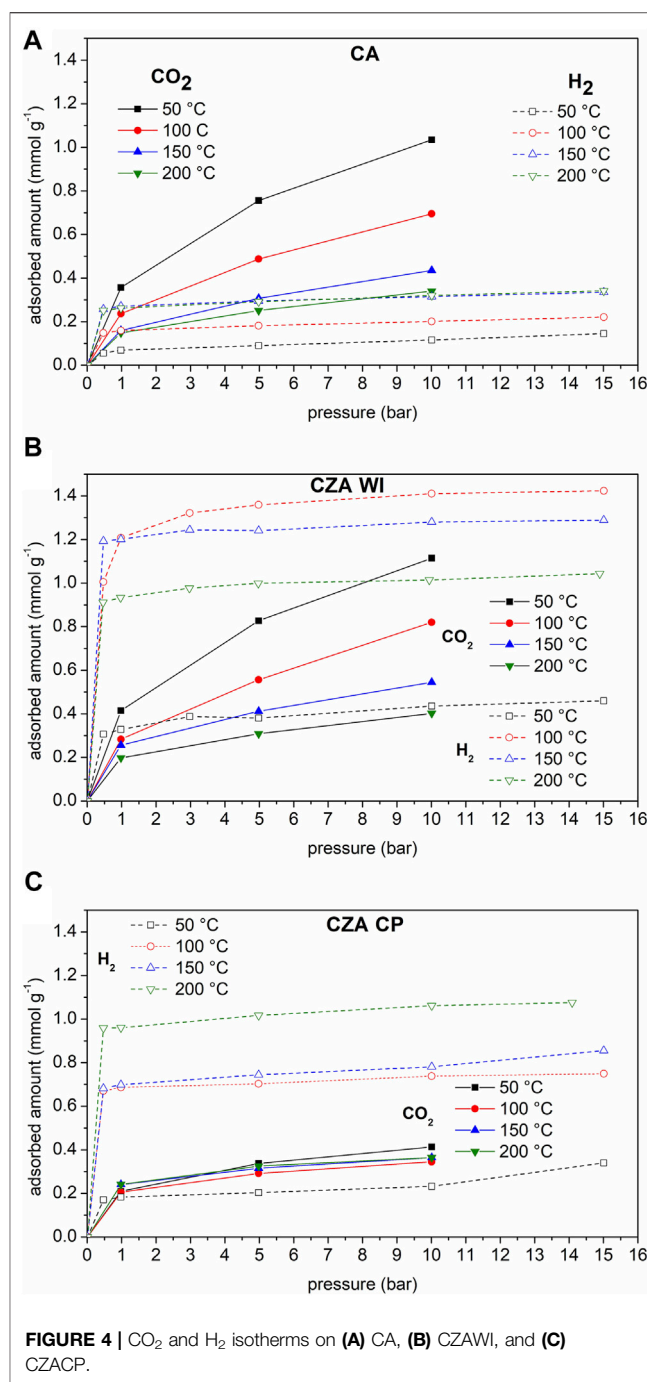 A
CA
CO2
50 °C
100 C
150 °C
200 °C
H2
50 °C
100 °C
150 °C
200 °C
1.4
1.2
1.0
0.8
0.6
0.4
0.2
0.0
adsorbed amount (mmol g-1)
0 1 2 3 4 5 6 7 8 9 10 11 12 13 14 15 16
pressure (bar)
B
CZA WI
1.4
1.2
1.0
0.8
0.6
0.4
0.2
0.0
adsorbed amount (mmol g-1)
CO2
50 °C
100 °C
150 °C
200 °C
H2
50 °C
100 °C
150 °C
200 °C
0 1 2 3 4 5 6 7 8 9 10 11 12 13 14 15 16
pressure (bar)
C
CZA CP
H2
50 °C
100 °C
150 °C
200 °C
1.4
1.2
1.0
0.8
0.6
0.4
0.2
0.0
adsorbed amount (mmol g-1)
CO2
50 °C
100 °C
150 °C
200 °C
0 1 2 3 4 5 6 7 8 9 10 11 12 13 14 15 16
pressure (bar)
FIGURE 4 | CO2 and H2 isotherms on (A) CA, (B) CZAWI, and (C)
CZACP.